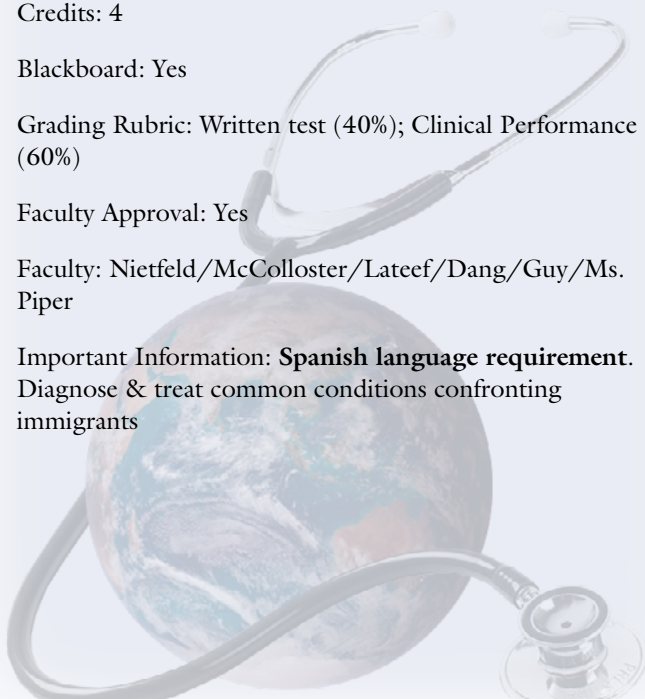 Credits: 4
Blackboard: Yes
Grading Rubric: Written test (40%); Clinical Performance
(60%)
Faculty Approval: Yes
Faculty: Nietfeld/McColloster/Lateef/Dang/Guy/Ms.
Piper
Important Information: Spanish language requirement.
Diagnose & treat common conditions confronting
immigrants